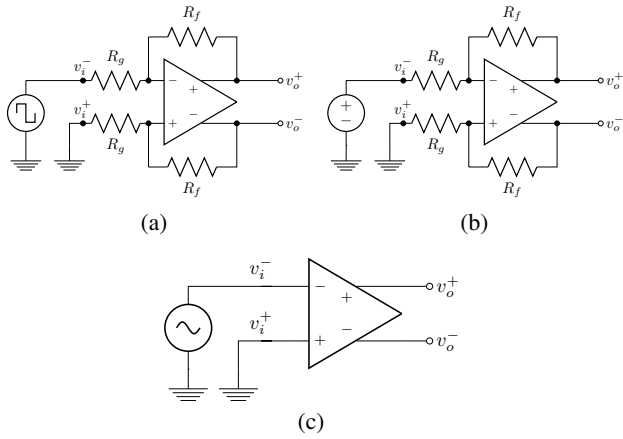 R_f
R_f
v_i^- R_g
v_i^- R_g
− + v_o^+
− + v_o^+
v_i^+
v_i^+
+ − v_o^-
+ −
+ − v_o^-
R_g
R_g
R_f
R_f
(a)
(b)
v_i^-
− + v_o^+
v_i^+
+ − v_o^-
(c)